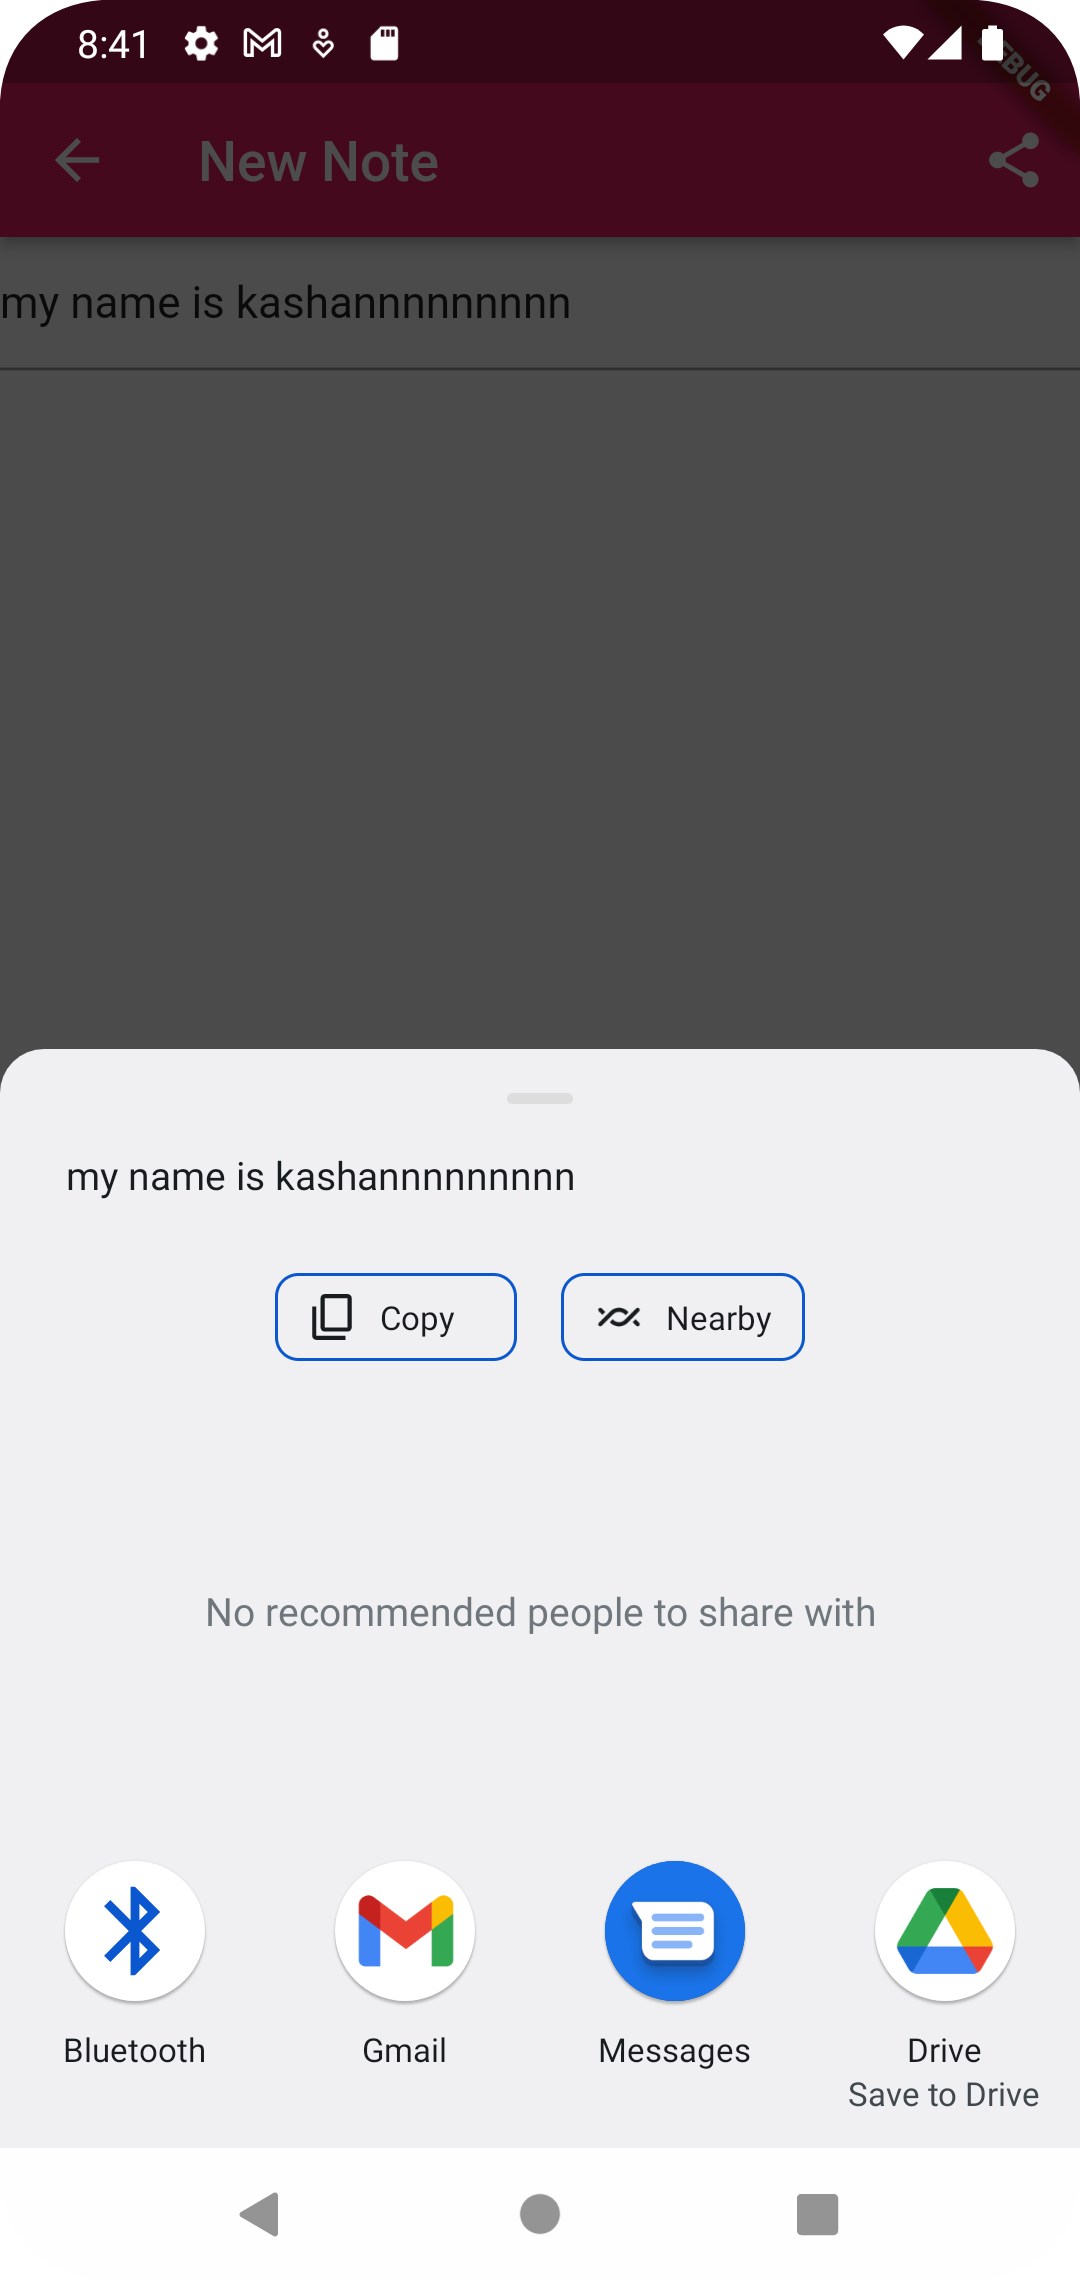 8:41
DEBUG
New Note
my name is kashannnnnnnnn
my name is kashannnnnnnnn
Copy
Nearby
No recommended people to share with
Bluetooth
Gmail
Messages
Drive
Save to Drive